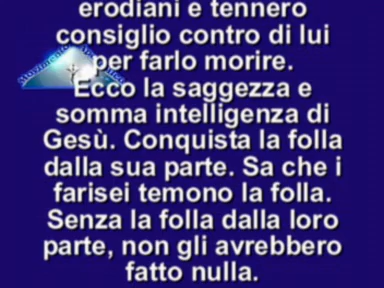 erodiani e tennero
consiglio contro di lui
per farlo morire.
Ecco la saggezza e
somma intelligenza di
Gesù. Conquista la folla
dalla sua parte. Sa che i
farisei temono la folla.
Senza la folla dalla loro
parte, non gli avrebbero
fatto nulla.